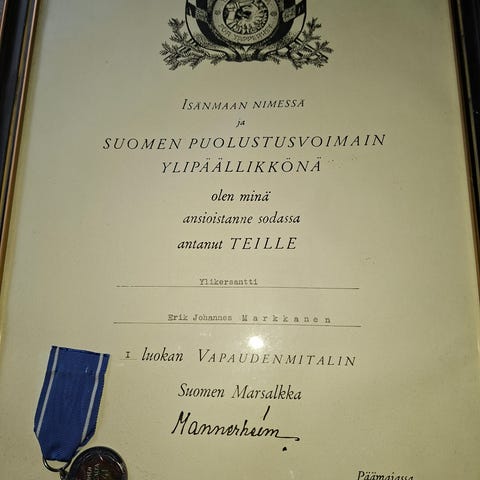 ISÄNMAAN NIMESSÄ
ja
SUOMEN PUOLUSTUSVOIMAIN
YLIPÄÄLLIKKÖNÄ
olen minä
ansioistanne sodassa
antanut TEILLE
Ylikersantti
Erik Johannes Markkanen
I luokan VAPAUDENMITALIN
Suomen Marsalkka
Mannerheim
Päämajassa